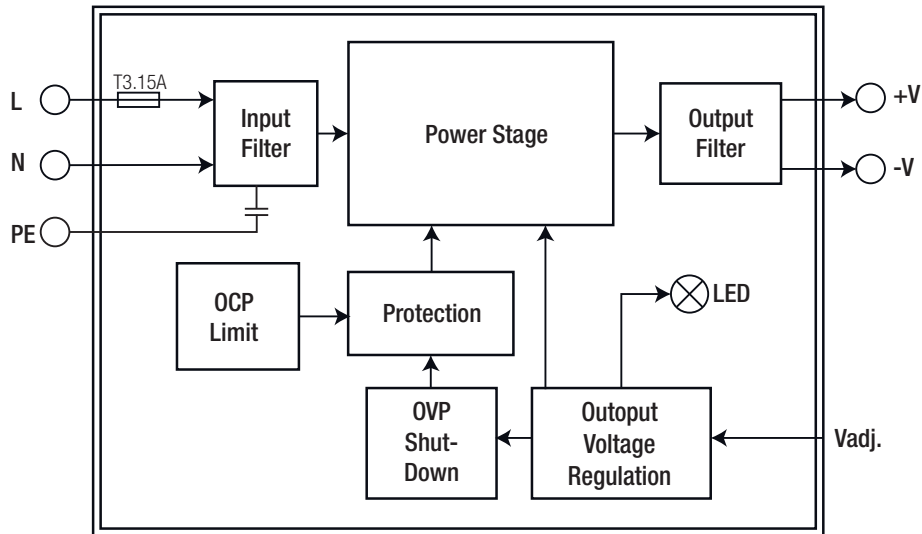 T3.15A
L
N
PE
Input
Filter
Power Stage
Output
Filter
+V
-V
OCP
Limit
Protection
LED
OVP
Shut-
Down
Outoput
Voltage
Regulation
Vadj.